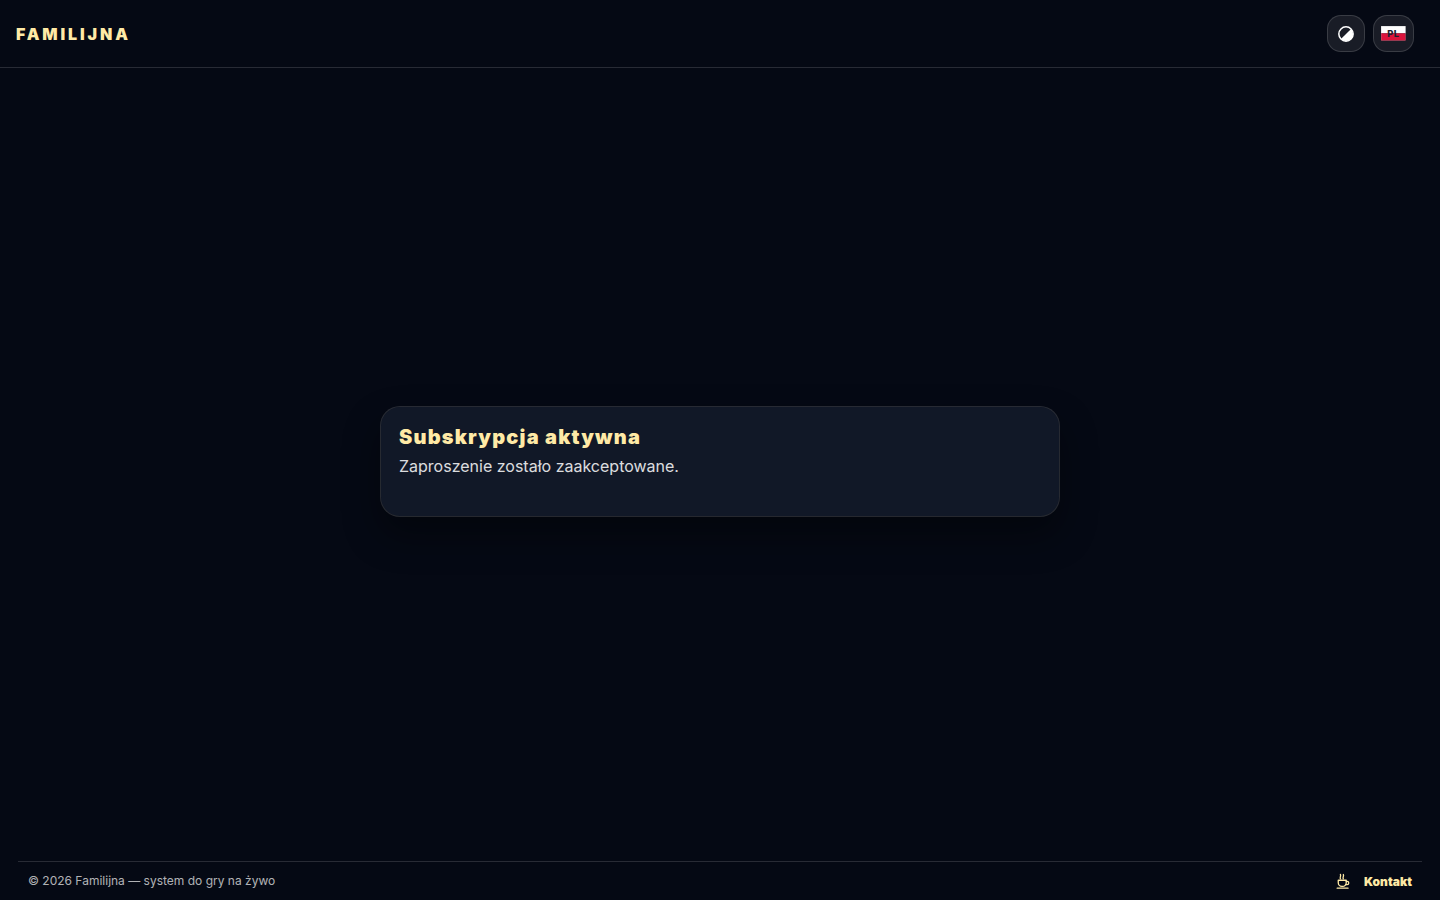 FAMILIJNA
PL
Subskrypcja aktywna
Zaproszenie zostało zaakceptowane.
© 2026 Familijna — system do gry na żywo
Kontakt